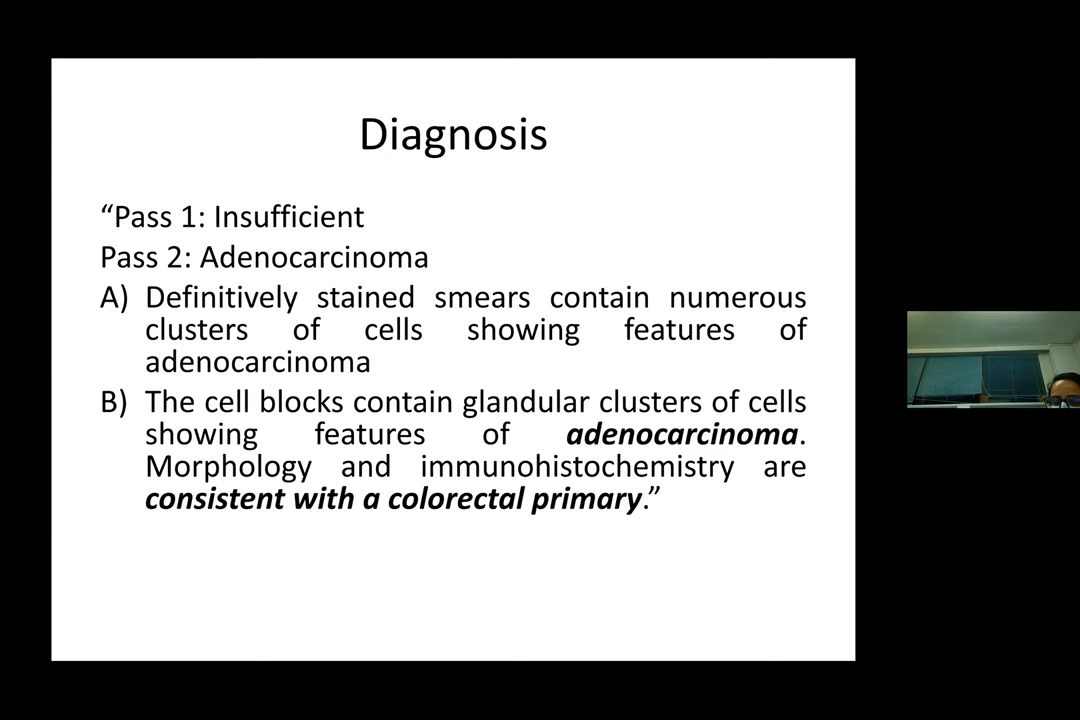 Diagnosis
“Pass 1: Insufficient
Pass 2: Adenocarcinoma
A) Definitively stained smears contain numerous
clusters of cells showing features of
adenocarcinoma
B) The cell blocks contain glandular clusters of cells
showing features of adenocarcinoma.
Morphology and immunohistochemistry are
consistent with a colorectal primary.”